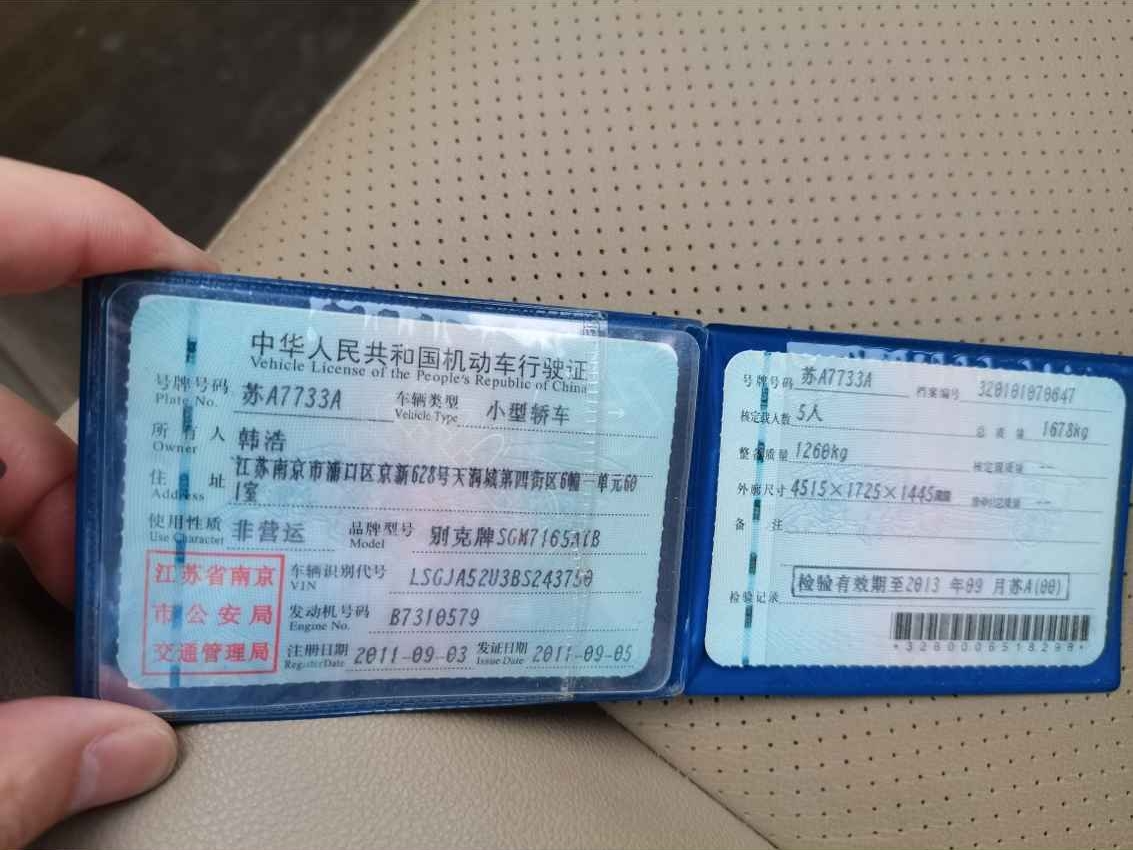 中华人民共和国机动车行驶证
Vehicle License of the People's Republic of China
号牌号码 苏A7733A 车辆类型 小型轿车
Plate No. Vehicle Type
所有人 韩浩
Owner
住址 江苏南京市浦口区京新628号天润城第四街区6幢一单元60
Address 1室
使用性质 非营运 品牌型号 别克牌SGM7165
Use Character Model
江苏省南京
市公安局
交通管理局
车辆识别代号 LSGJA52U3BS243750
VIN
发动机号码 B7310579
Engine No.
注册日期 2011-09-03 发证日期 2011-09-05
Register Date Issue Date
号牌号码 苏A7733A 档案编号 320101070647
核定载人数 5人 总质量 1678kg
整备质量 1260kg 核定载质量 --
外廓尺寸 4515×1725×1445 --
备注
检验记录 检验有效期至2013 年09 月苏A(00)
*3280006518298*